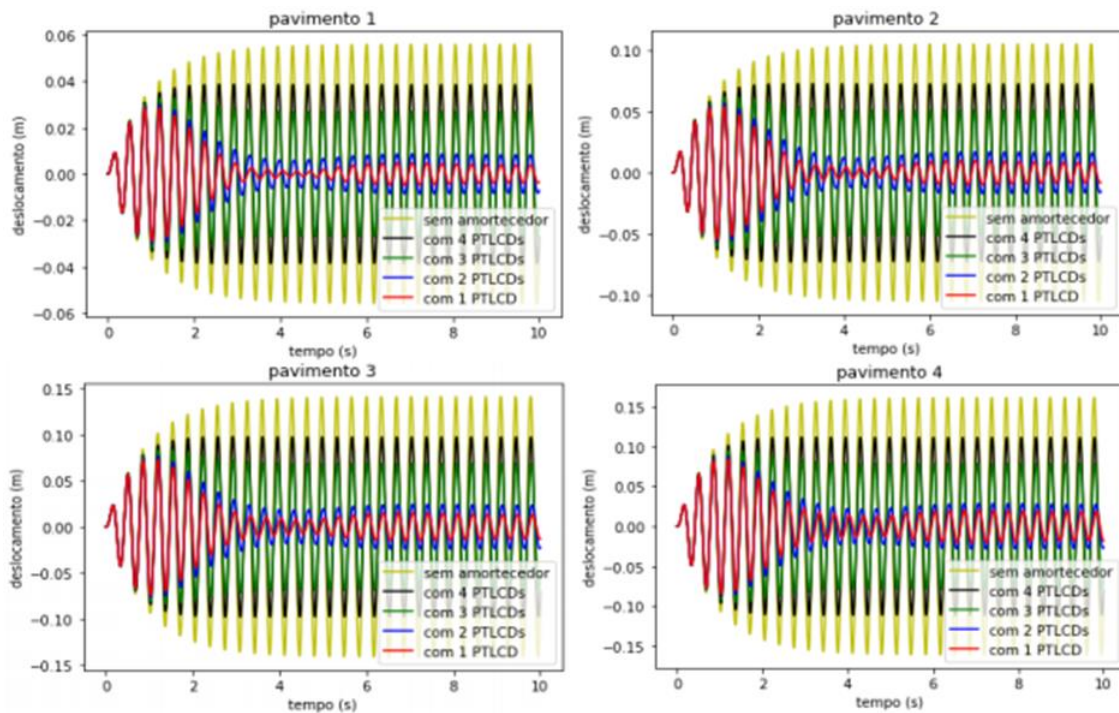 pavimento 1
0.06
0.04
0.02
0.00
−0.02
−0.04
−0.06
deslocamento (m)
sem amortecedor
com 4 PTLCDs
com 3 PTLCDs
com 2 PTLCDs
com 1 PTLCD
0 2 4 6 8 10
tempo (s)
pavimento 2
0.10
0.05
0.00
−0.05
−0.10
deslocamento (m)
sem amortecedor
com 4 PTLCDs
com 3 PTLCDs
com 2 PTLCDs
com 1 PTLCD
0 2 4 6 8 10
tempo (s)
pavimento 3
0.15
0.10
0.05
0.00
−0.05
−0.10
−0.15
deslocamento (m)
sem amortecedor
com 4 PTLCDs
com 3 PTLCDs
com 2 PTLCDs
com 1 PTLCD
0 2 4 6 8 10
tempo (s)
pavimento 4
0.15
0.10
0.05
0.00
−0.05
−0.10
−0.15
deslocamento (m)
sem amortecedor
com 4 PTLCDs
com 3 PTLCDs
com 2 PTLCDs
com 1 PTLCD
0 2 4 6 8 10
tempo (s)